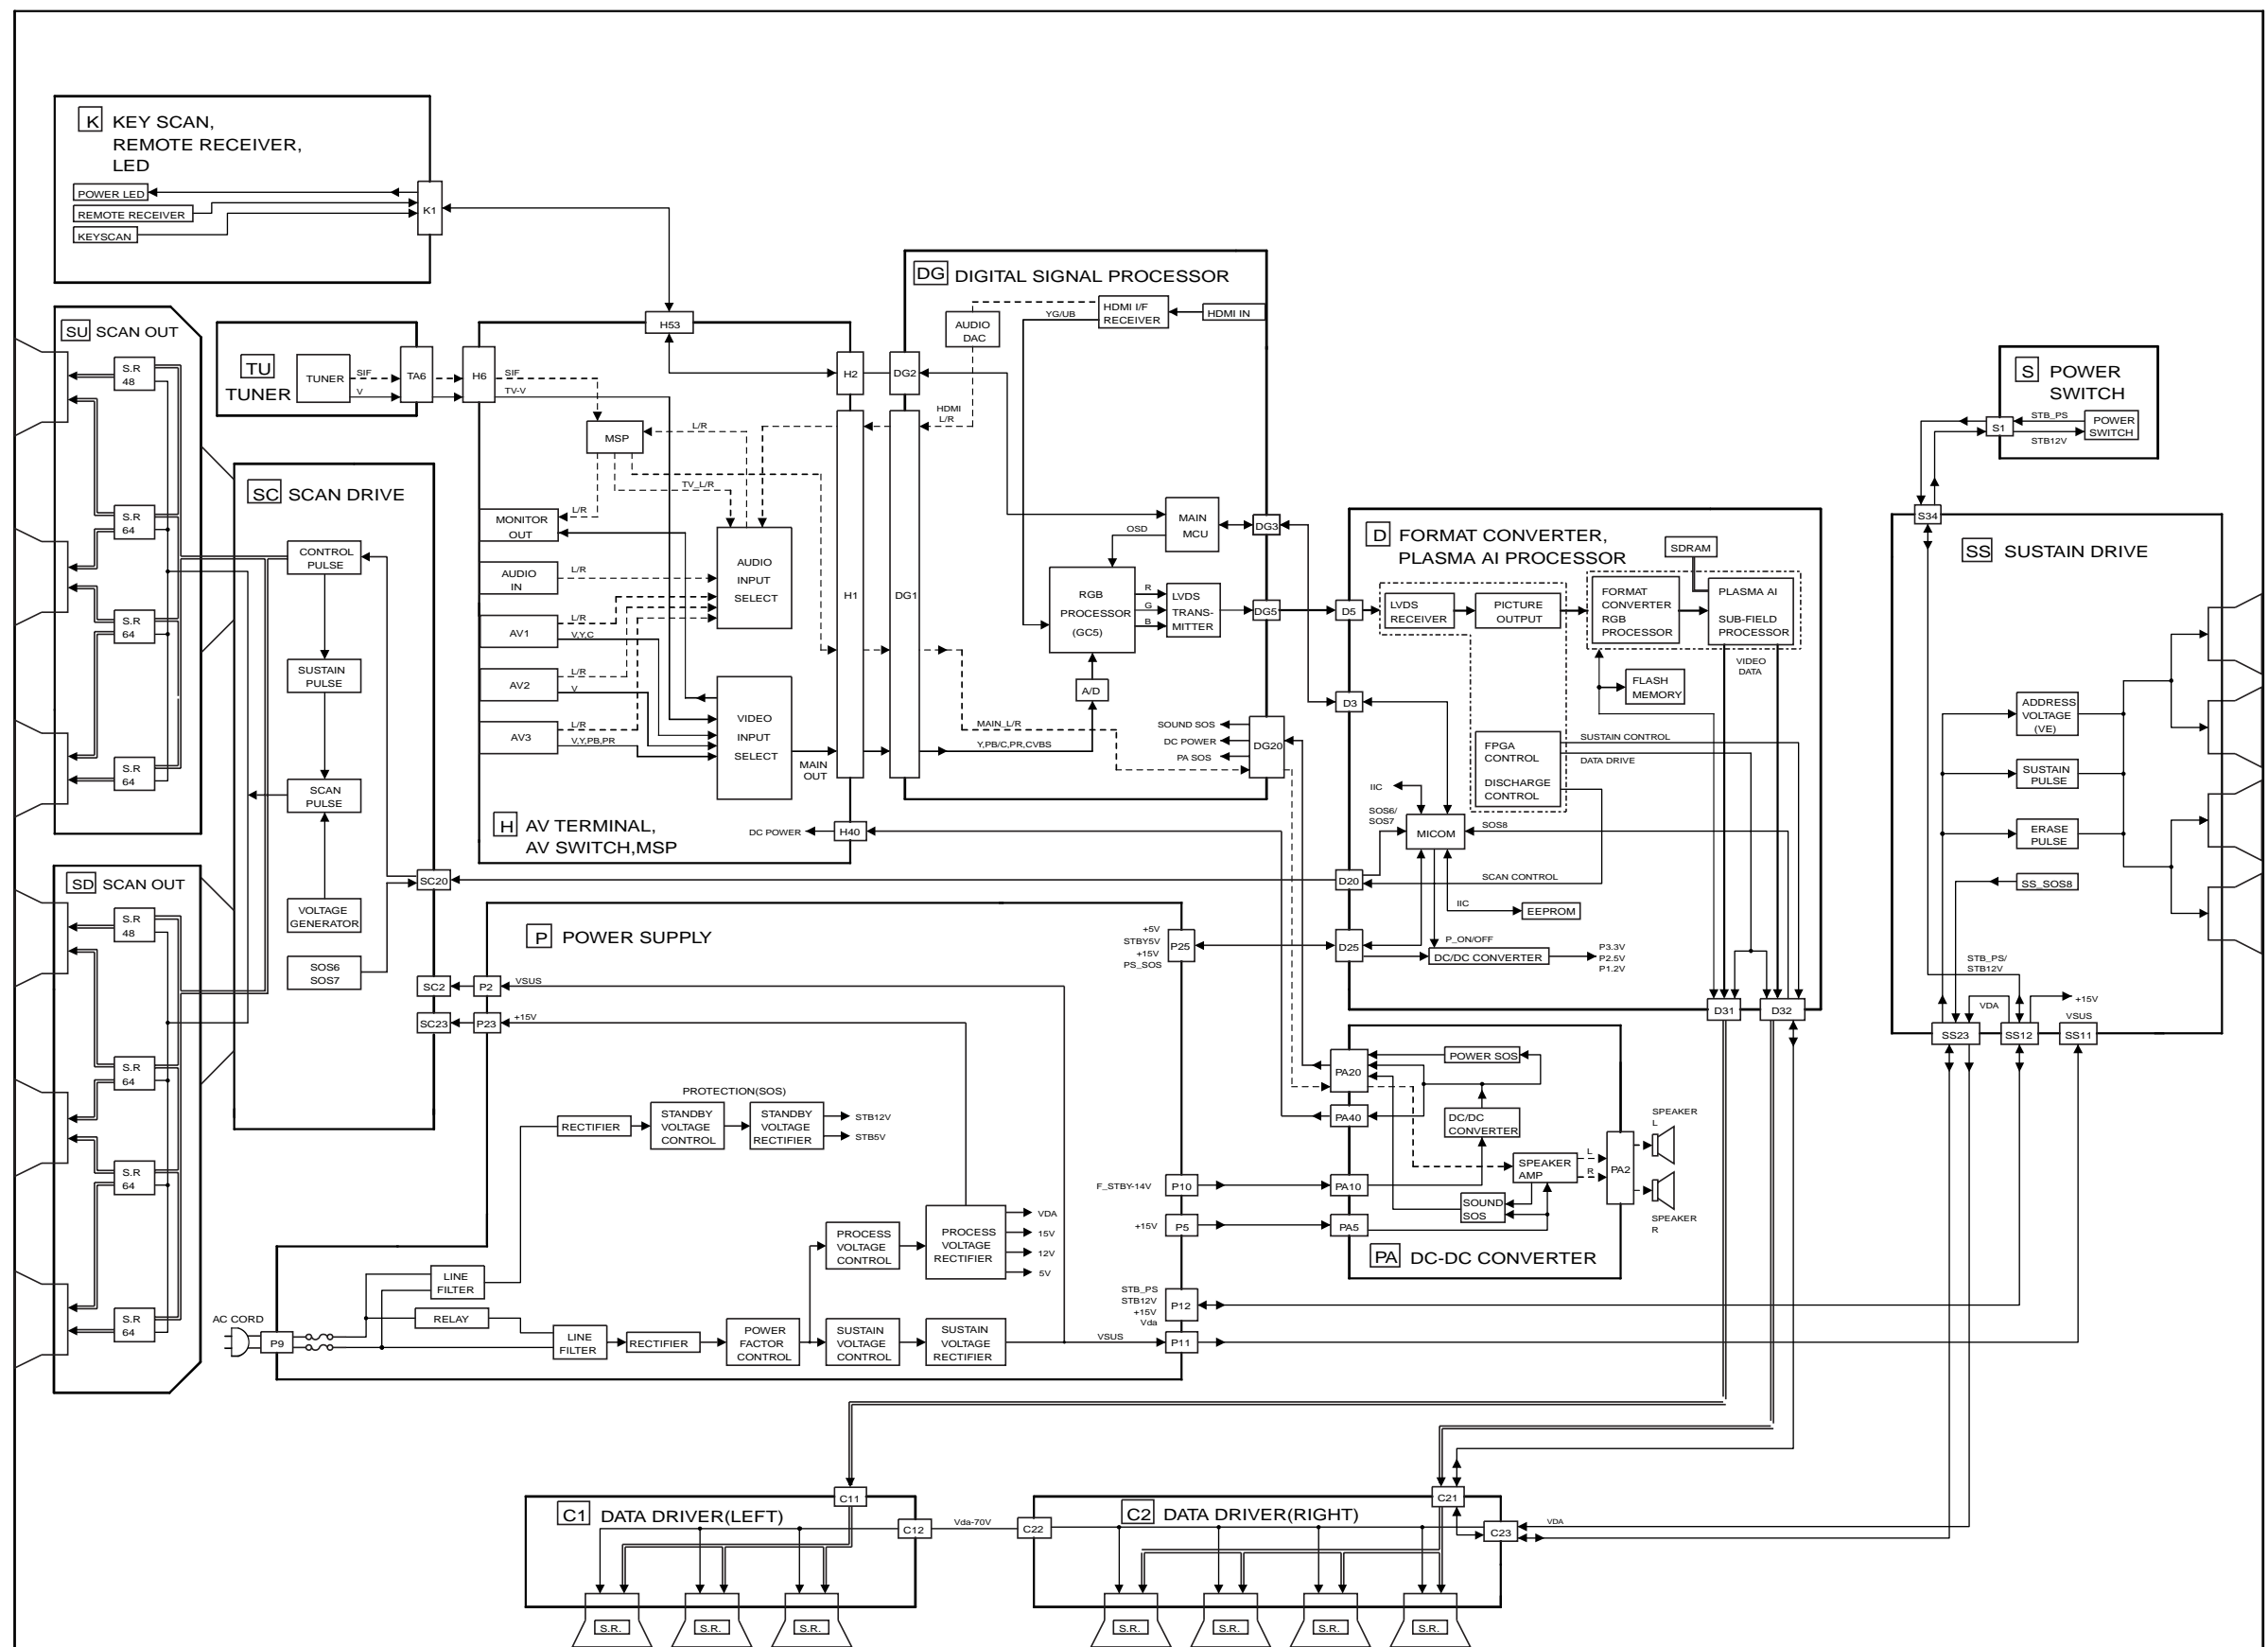 K KEY SCAN,
REMOTE RECEIVER,
LED
POWER LED
REMOTE RECEIVER
KEYSCAN
K1
SU SCAN OUT
S.R
48
S.R
64
S.R
64
S.R
64
TU
TUNER
TUNER
SIF
V
TA6
H6
SIF
TV-V
H53
H2
MSP
L/R
TV_L/R
L/R
MONITOR
OUT
AUDIO
IN
L/R
AV1
L/R
V,Y,C
AV2
L/R
V
AV3
L/R
V,Y,PB,PR
AUDIO
INPUT
SELECT
VIDEO
INPUT
SELECT
MAIN
OUT
H1
H AV TERMINAL,
AV SWITCH,MSP
DC POWER
H40
DG DIGITAL SIGNAL PROCESSOR
HDMI I/F
RECEIVER
HDMI IN
YG/UB
AUDIO
DAC
DG2
HDMI
L/R
DG1
MAIN
MCU
OSD
DG3
RGB
PROCESSOR
(GC5)
R
G
B
LVDS
TRANS-
MITTER
DG5
A/D
MAIN_L/R
Y,PB/C,PR,CVBS
SOUND SOS
DC POWER
PA SOS
DG20
SC SCAN DRIVE
CONTROL
PULSE
SUSTAIN
PULSE
SCAN
PULSE
VOLTAGE
GENERATOR
SOS6
SOS7
SC20
SC2
SC23
SD SCAN OUT
S.R
48
S.R
64
S.R
64
S.R
64
D FORMAT CONVERTER,
PLASMA AI PROCESSOR
SDRAM
D5
LVDS
RECEIVER
PICTURE
OUTPUT
FORMAT
CONVERTER
RGB
PROCESSOR
PLASMA AI
SUB-FIELD
PROCESSOR
VIDEO
DATA
FLASH
MEMORY
D3
FPGA
CONTROL
DISCHARGE
CONTROL
SUSTAIN CONTROL
DATA DRIVE
IIC
SOS6/
SOS7
MICOM
SOS8
D20
SCAN CONTROL
IIC
EEPROM
D25
P_ON/OFF
DC/DC CONVERTER
P3.3V
P2.5V
P1.2V
D31
D32
S POWER
SWITCH
S1
STB_PS
POWER
SWITCH
STB12V
S34
SS SUSTAIN DRIVE
ADDRESS
VOLTAGE
(VE)
SUSTAIN
PULSE
ERASE
PULSE
SS_SOS8
STB_PS/
STB12V
VDA
+15V
VSUS
SS23
SS12
SS11
P POWER SUPPLY
P2
VSUS
P23
+15V
+5V
STBY5V
+15V
PS_SOS
P25
PROTECTION(SOS)
RECTIFIER
STANDBY
VOLTAGE
CONTROL
STANDBY
VOLTAGE
RECTIFIER
STB12V
STB5V
F_STBY-14V
P10
+15V
P5
PROCESS
VOLTAGE
CONTROL
PROCESS
VOLTAGE
RECTIFIER
VDA
15V
12V
5V
LINE
FILTER
RELAY
AC CORD
P9
LINE
FILTER
RECTIFIER
POWER
FACTOR
CONTROL
SUSTAIN
VOLTAGE
CONTROL
SUSTAIN
VOLTAGE
RECTIFIER
STB_PS
STB12V
+15V
Vda
P12
VSUS
P11
PA20
POWER SOS
PA40
DC/DC
CONVERTER
SPEAKER
L
SPEAKER
AMP
L
R
PA2
PA10
SOUND
SOS
SPEAKER
R
PA5
PA DC-DC CONVERTER
C1 DATA DRIVER(LEFT)
C11
C12
Vda-70V
S.R.
S.R.
S.R.
C22
C2 DATA DRIVER(RIGHT)
C21
C23
VDA
S.R.
S.R.
S.R.
S.R.